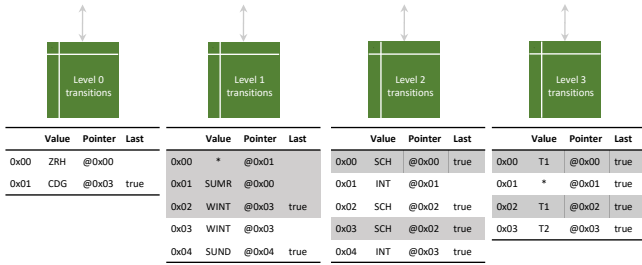 Level 0
transitions
Level 1
transitions
Level 2
transitions
Level 3
transitions
Value Pointer Last
0x00 ZRH @0x00
0x01 CDG @0x03 true
Value Pointer Last
0x00 * @0x01
0x01 SUMR @0x00
0x02 WINT @0x03 true
0x03 WINT @0x03
0x04 SUND @0x04 true
Value Pointer Last
0x00 SCH @0x00 true
0x01 INT @0x01
0x02 SCH @0x02 true
0x03 SCH @0x02 true
0x04 INT @0x03 true
Value Pointer Last
0x00 T1 @0x00 true
0x01 * @0x01 true
0x02 T1 @0x02 true
0x03 T2 @0x03 true